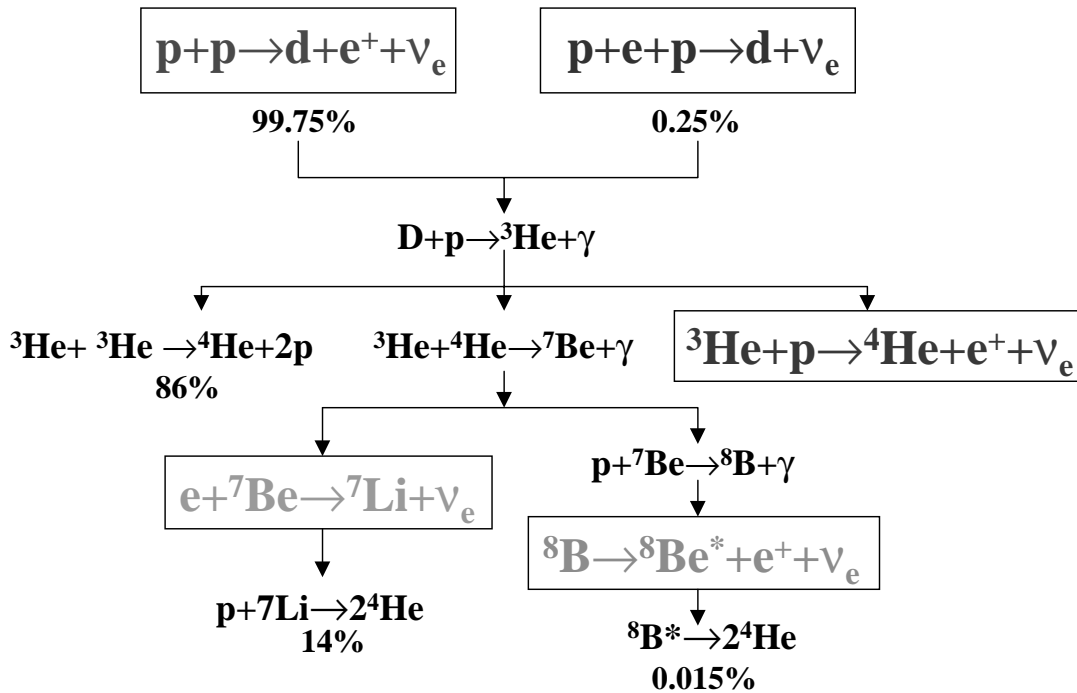 p+p→d+e⁺+νₑ
p+e+p→d+νₑ
99.75%
0.25%
D+p→³He+γ
³He+ ³He →⁴He+2p
86%
³He+⁴He→⁷Be+γ
³He+p→⁴He+e⁺+νₑ
e+⁷Be→⁷Li+νₑ
p+⁷Be→⁸B+γ
⁸B→⁸Be*+e⁺+νₑ
p+7Li→2⁴He
14%
⁸B*→2⁴He
0.015%